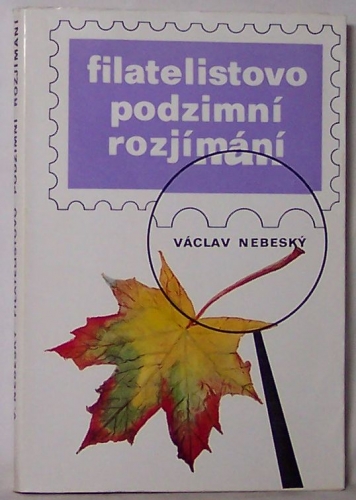 filatelistovo
podzimní
rozjímání
VÁCLAV NEBESKÝ
V. NEBESKÝ FILATELISTOVO PODZIMNÍ ROZJÍMÁNÍ